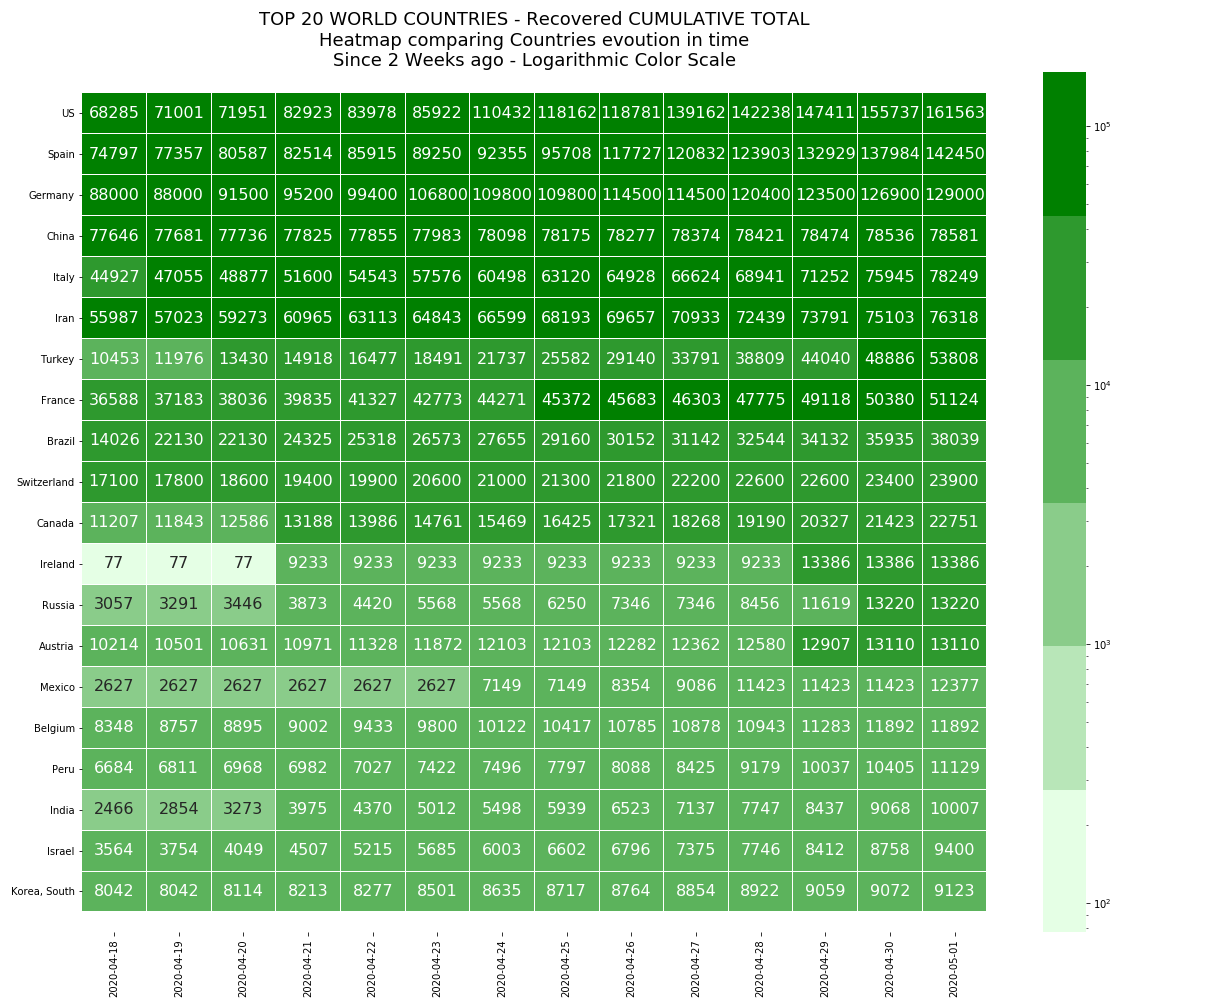 TOP 20 WORLD COUNTRIES - Recovered CUMULATIVE TOTAL
Heatmap comparing Countries evoution in time
Since 2 Weeks ago - Logarithmic Color Scale
US 68285 71001 71951 82923 83978 85922 110432 118162 118781 139162 142238 147411 155737 161563
Spain 74797 77357 80587 82514 85915 89250 92355 95708 117727 120832 123903 132929 137984 142450
Germany 88000 88000 91500 95200 99400 106800 109800 109800 114500 114500 120400 123500 126900 129000
China 77646 77681 77736 77825 77855 77983 78098 78175 78277 78374 78421 78474 78536 78581
Italy 44927 47055 48877 51600 54543 57576 60498 63120 64928 66624 68941 71252 75945 78249
Iran 55987 57023 59273 60965 63113 64843 66599 68193 69657 70933 72439 73791 75103 76318
Turkey 10453 11976 13430 14918 16477 18491 21737 25582 29140 33791 38809 44040 48886 53808
France 36588 37183 38036 39835 41327 42773 44271 45372 45683 46303 47775 49118 50380 51124
Brazil 14026 22130 22130 24325 25318 26573 27655 29160 30152 31142 32544 34132 35935 38039
Switzerland 17100 17800 18600 19400 19900 20600 21000 21300 21800 22200 22600 22600 23400 23900
Canada 11207 11843 12586 13188 13986 14761 15469 16425 17321 18268 19190 20327 21423 22751
Ireland 77 77 77 9233 9233 9233 9233 9233 9233 9233 9233 13386 13386 13386
Russia 3057 3291 3446 3873 4420 5568 5568 6250 7346 7346 8456 11619 13220 13220
Austria 10214 10501 10631 10971 11328 11872 12103 12103 12282 12362 12580 12907 13110 13110
Mexico 2627 2627 2627 2627 2627 2627 7149 7149 8354 9086 11423 11423 11423 12377
Belgium 8348 8757 8895 9002 9433 9800 10122 10417 10785 10878 10943 11283 11892 11892
Peru 6684 6811 6968 6982 7027 7422 7496 7797 8088 8425 9179 10037 10405 11129
India 2466 2854 3273 3975 4370 5012 5498 5939 6523 7137 7747 8437 9068 10007
Israel 3564 3754 4049 4507 5215 5685 6003 6602 6796 7375 7746 8412 8758 9400
Korea, South 8042 8042 8114 8213 8277 8501 8635 8717 8764 8854 8922 9059 9072 9123
2020-04-18 2020-04-19 2020-04-20 2020-04-21 2020-04-22 2020-04-23 2020-04-24 2020-04-25 2020-04-26 2020-04-27 2020-04-28 2020-04-29 2020-04-30 2020-05-01
10⁵
10⁴
10³
10²